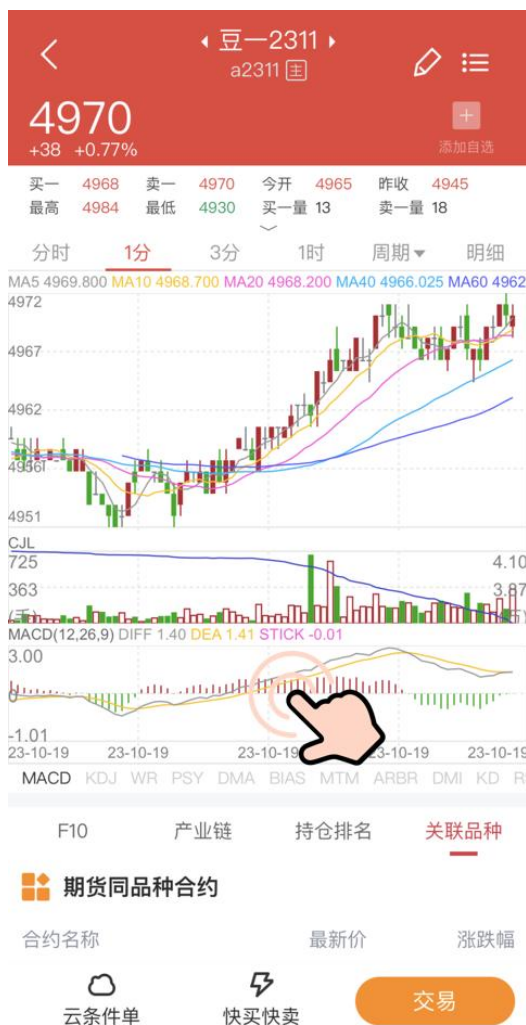 豆一2311
a2311 主
4970
+38 +0.77%
添加自选
买一 4968 卖一 4970 今开 4965 昨收 4945
最高 4984 最低 4930 买一量 13 卖一量 18
分时 1分 3分 1时 周期 明细
MA5 4969.800 MA10 4968.700 MA20 4968.200 MA40 4966.025 MA60 4962
4972
4967
4962
4956
4951
CJL
725 4.10
363 3.87
(手)
MACD(12,26,9) DIFF 1.40 DEA 1.41 STICK -0.01
3.00
0
-1.01
23-10-19 23-10-19 23-10-19 23-10-19 23-10-19
MACD KDJ WR PSY DMA BIAS MTM ARBR DMI KD R
F10 产业链 持仓排名 关联品种
期货同品种合约
合约名称 最新价 涨跌幅
云条件单 快买快卖 交易